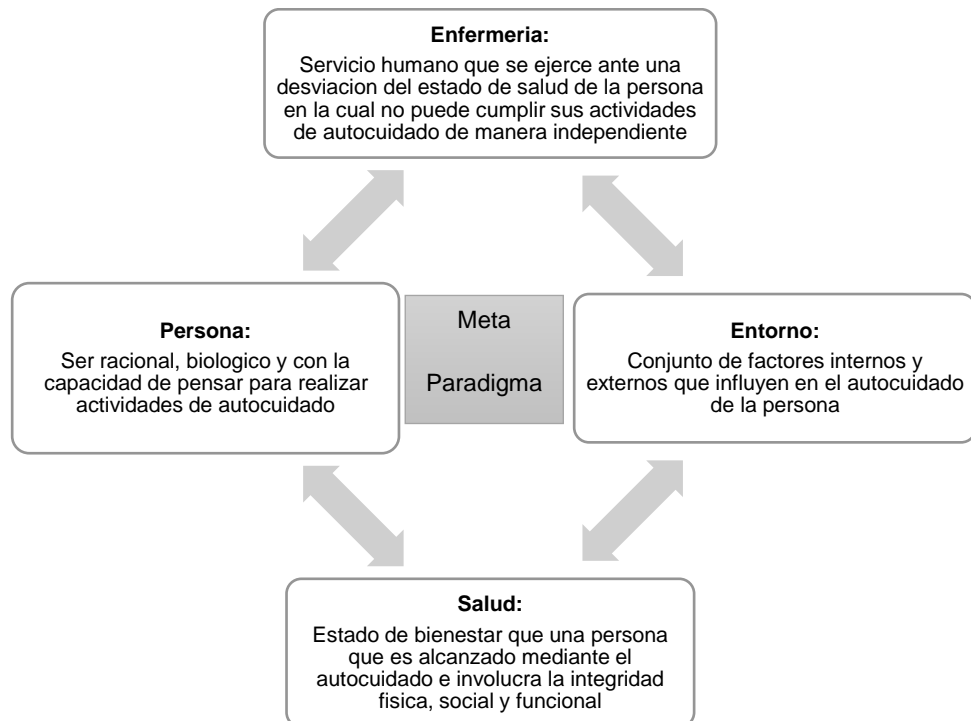 Enfermeria:
Servicio humano que se ejerce ante una
desviacion del estado de salud de la persona
en la cual no puede cumplir sus actividades
de autocuidado de manera independiente
Persona:
Ser racional, biologico y con la
capacidad de pensar para realizar
actividades de autocuidado
Meta
Paradigma
Entorno:
Conjunto de factores internos y
externos que influyen en el autocuidado
de la persona
Salud:
Estado de bienestar que una persona
que es alcanzado mediante el
autocuidado e involucra la integridad
fisica, social y funcional